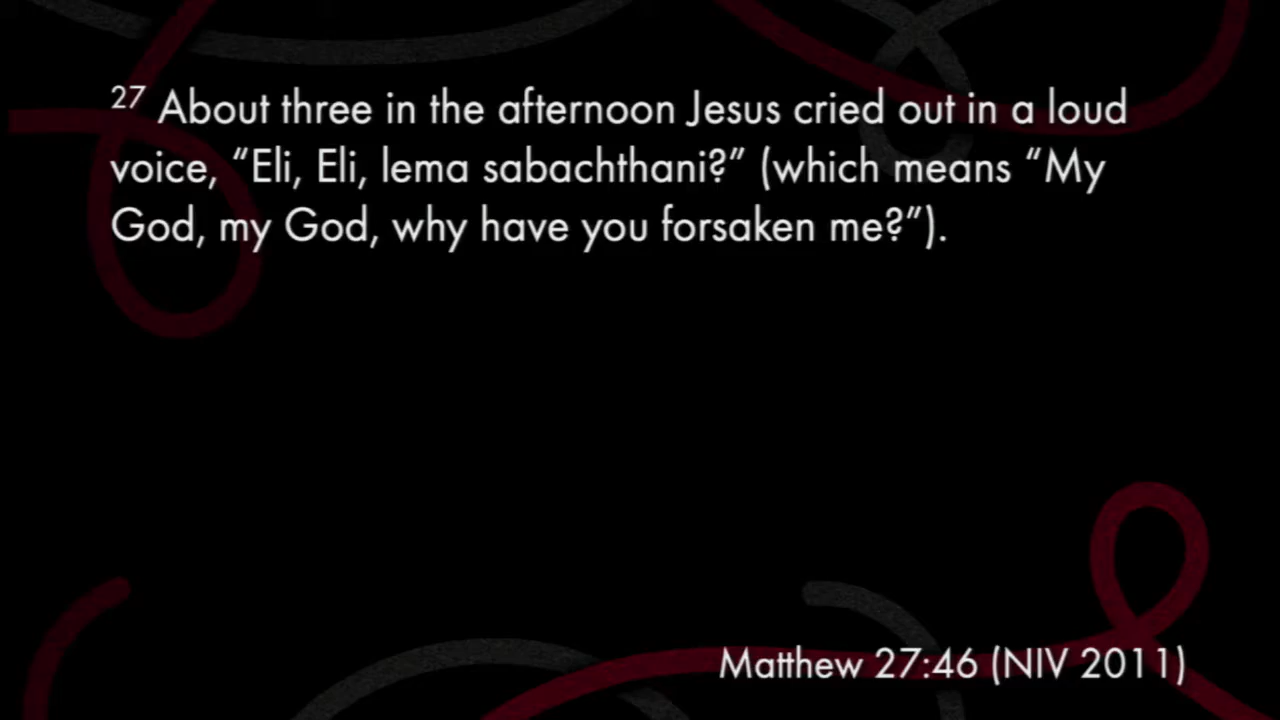 27 About three in the afternoon Jesus cried out in a loud
voice, “Eli, Eli, lema sabachthani?” (which means “My
God, my God, why have you forsaken me?”).
Matthew 27:46 (NIV 2011)